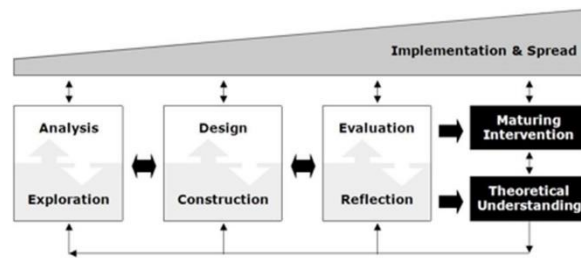 Implementation & Spread
Analysis
Exploration
Design
Construction
Evaluation
Reflection
Maturing
Intervention
Theoretical
Understanding